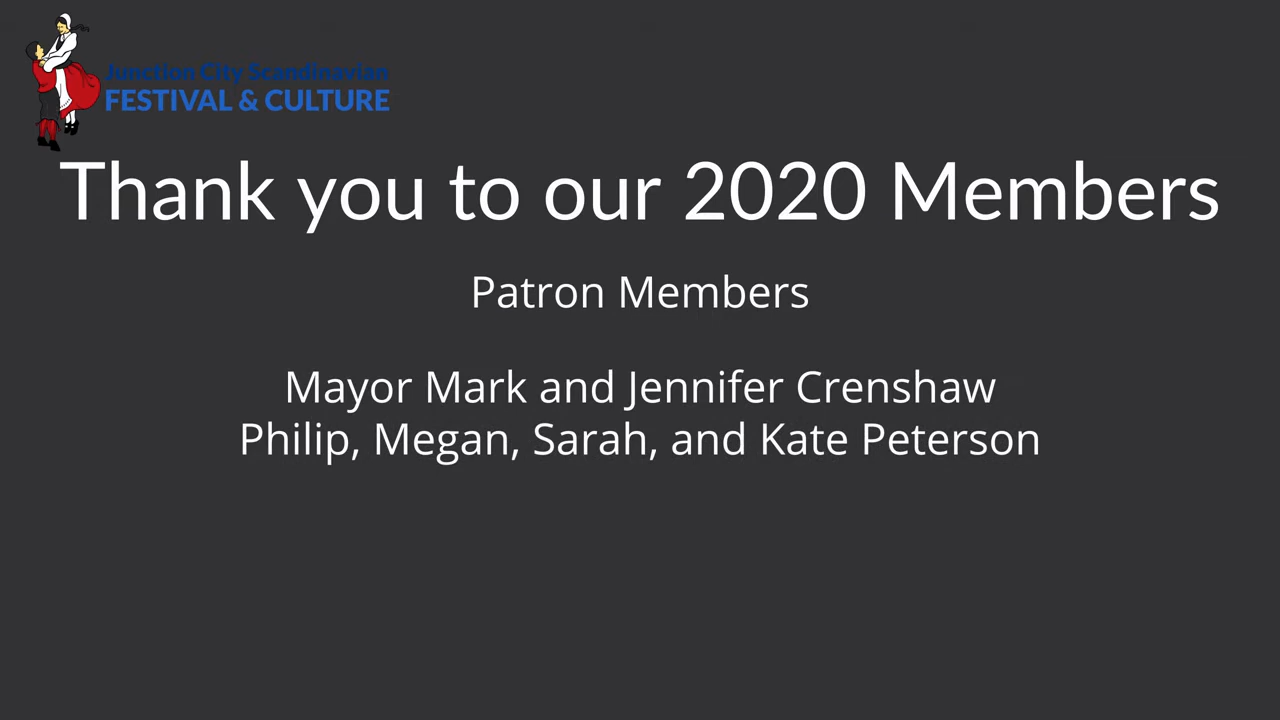 Junction City Scandinavian
FESTIVAL & CULTURE
Thank you to our 2020 Members
Patron Members
Mayor Mark and Jennifer Crenshaw
Philip, Megan, Sarah, and Kate Peterson